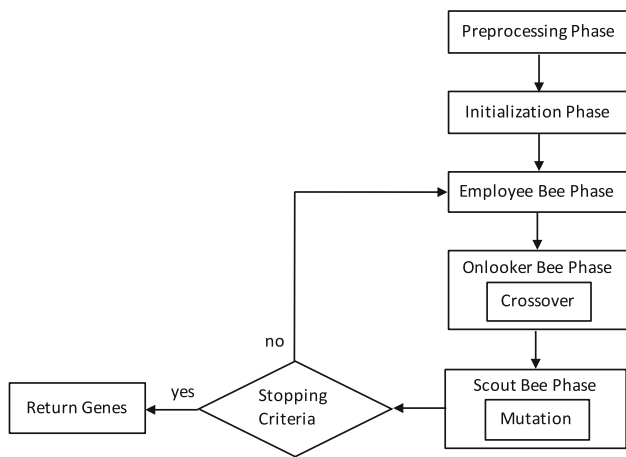 Preprocessing Phase
Initialization Phase
Employee Bee Phase
Onlooker Bee Phase
Crossover
no
Scout Bee Phase
Mutation
Stopping
Criteria
yes
Return Genes